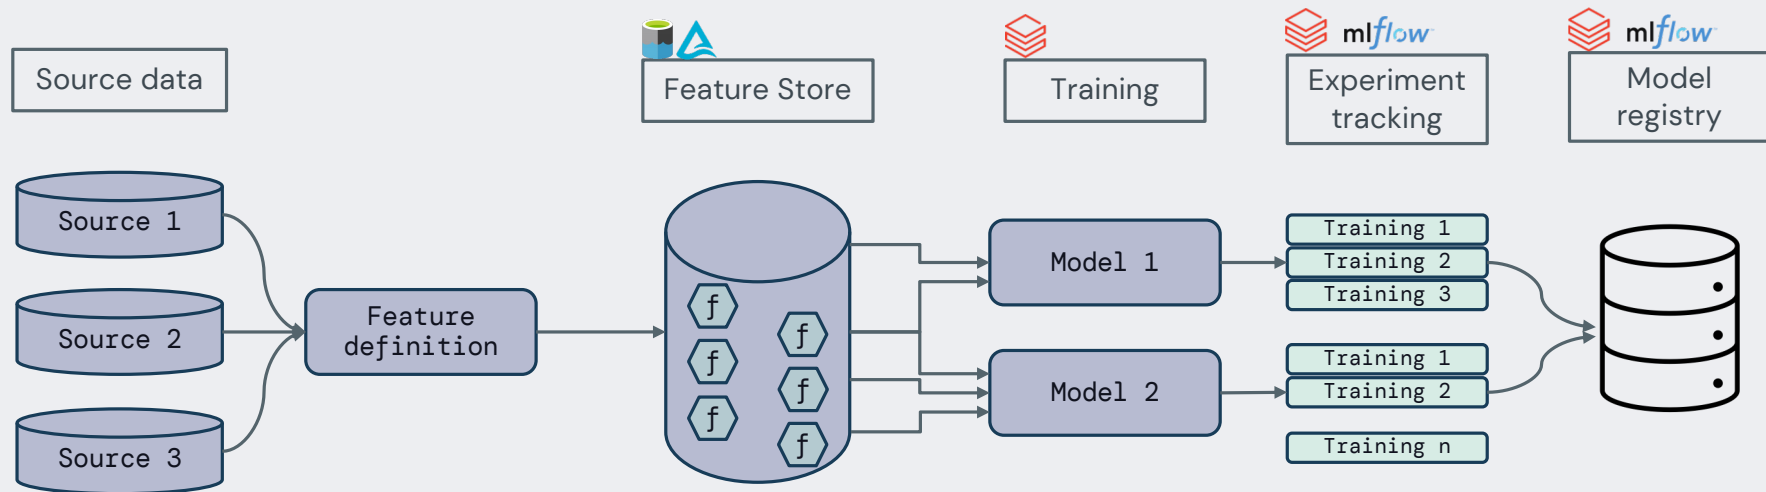 mlflow
mlflow
Source data
Feature Store
Training
Experiment
tracking
Model
registry
Source 1
Source 2
Source 3
Feature
definition
ƒ
ƒ
ƒ
ƒ
ƒ
ƒ
Model 1
Model 2
Training 1
Training 2
Training 3
Training 1
Training 2
Training n